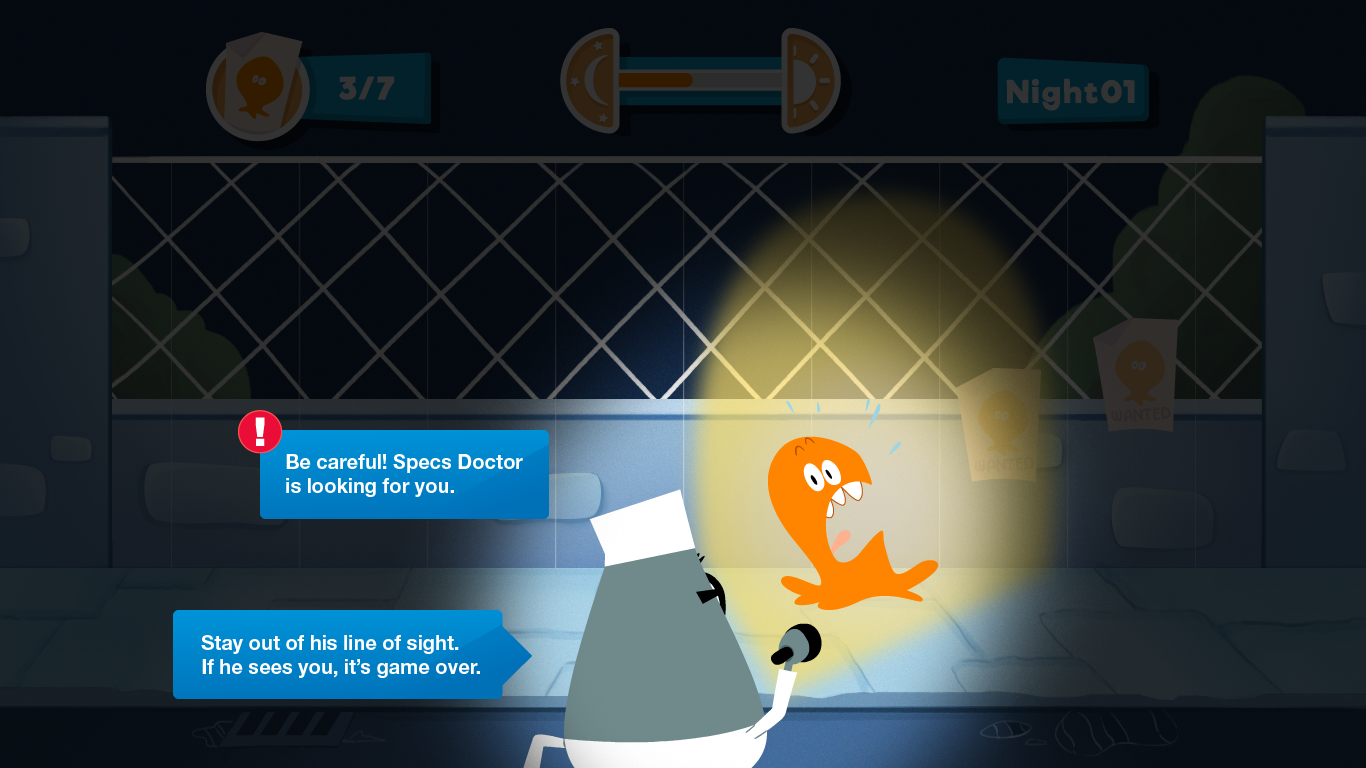 3/7
Night01
WANTED
WANTED
!
Be careful! Specs Doctor
is looking for you.
Stay out of his line of sight.
If he sees you, it’s game over.